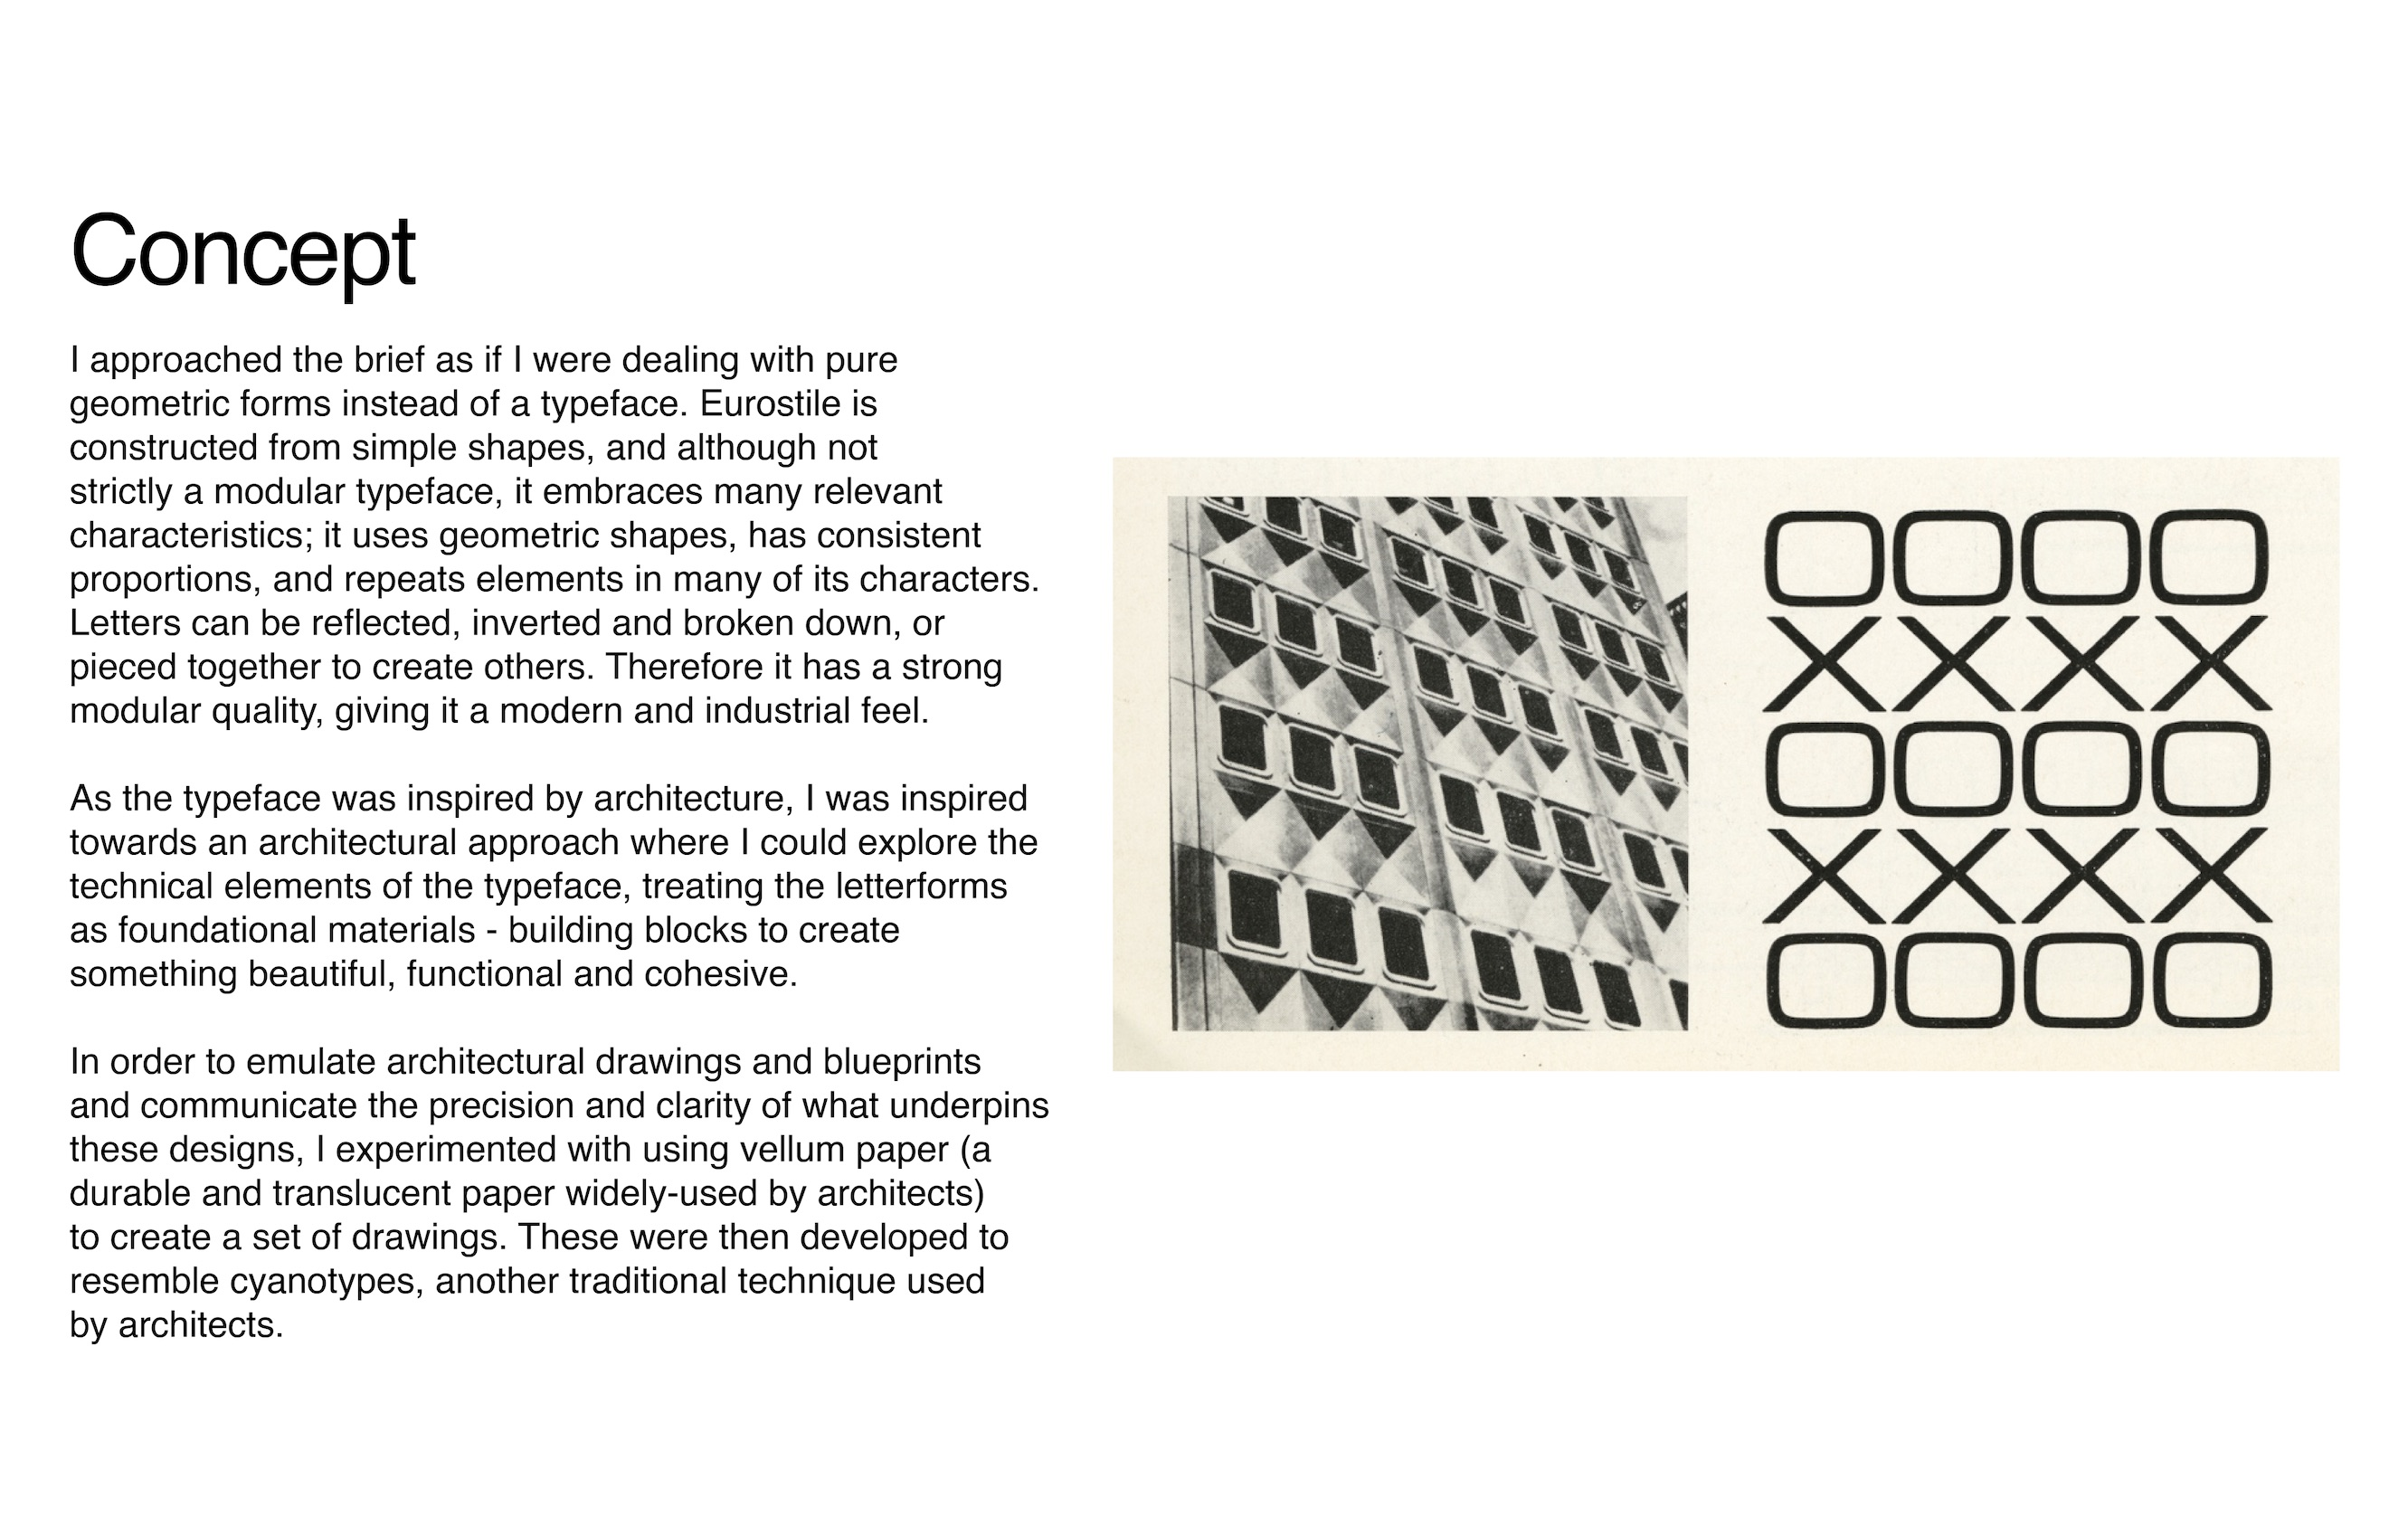 Concept
I approached the brief as if I were dealing with pure
geometric forms instead of a typeface. Eurostile is
constructed from simple shapes, and although not
strictly a modular typeface, it embraces many relevant
characteristics; it uses geometric shapes, has consistent
proportions, and repeats elements in many of its characters.
Letters can be reflected, inverted and broken down, or
pieced together to create others. Therefore it has a strong
modular quality, giving it a modern and industrial feel.
As the typeface was inspired by architecture, I was inspired
towards an architectural approach where I could explore the
technical elements of the typeface, treating the letterforms
as foundational materials - building blocks to create
something beautiful, functional and cohesive.
In order to emulate architectural drawings and blueprints
and communicate the precision and clarity of what underpins
these designs, I experimented with using vellum paper (a
durable and translucent paper widely-used by architects)
to create a set of drawings. These were then developed to
resemble cyanotypes, another traditional technique used
by architects.
OOOO
XXXX
OOOO
XXXX
OOOO